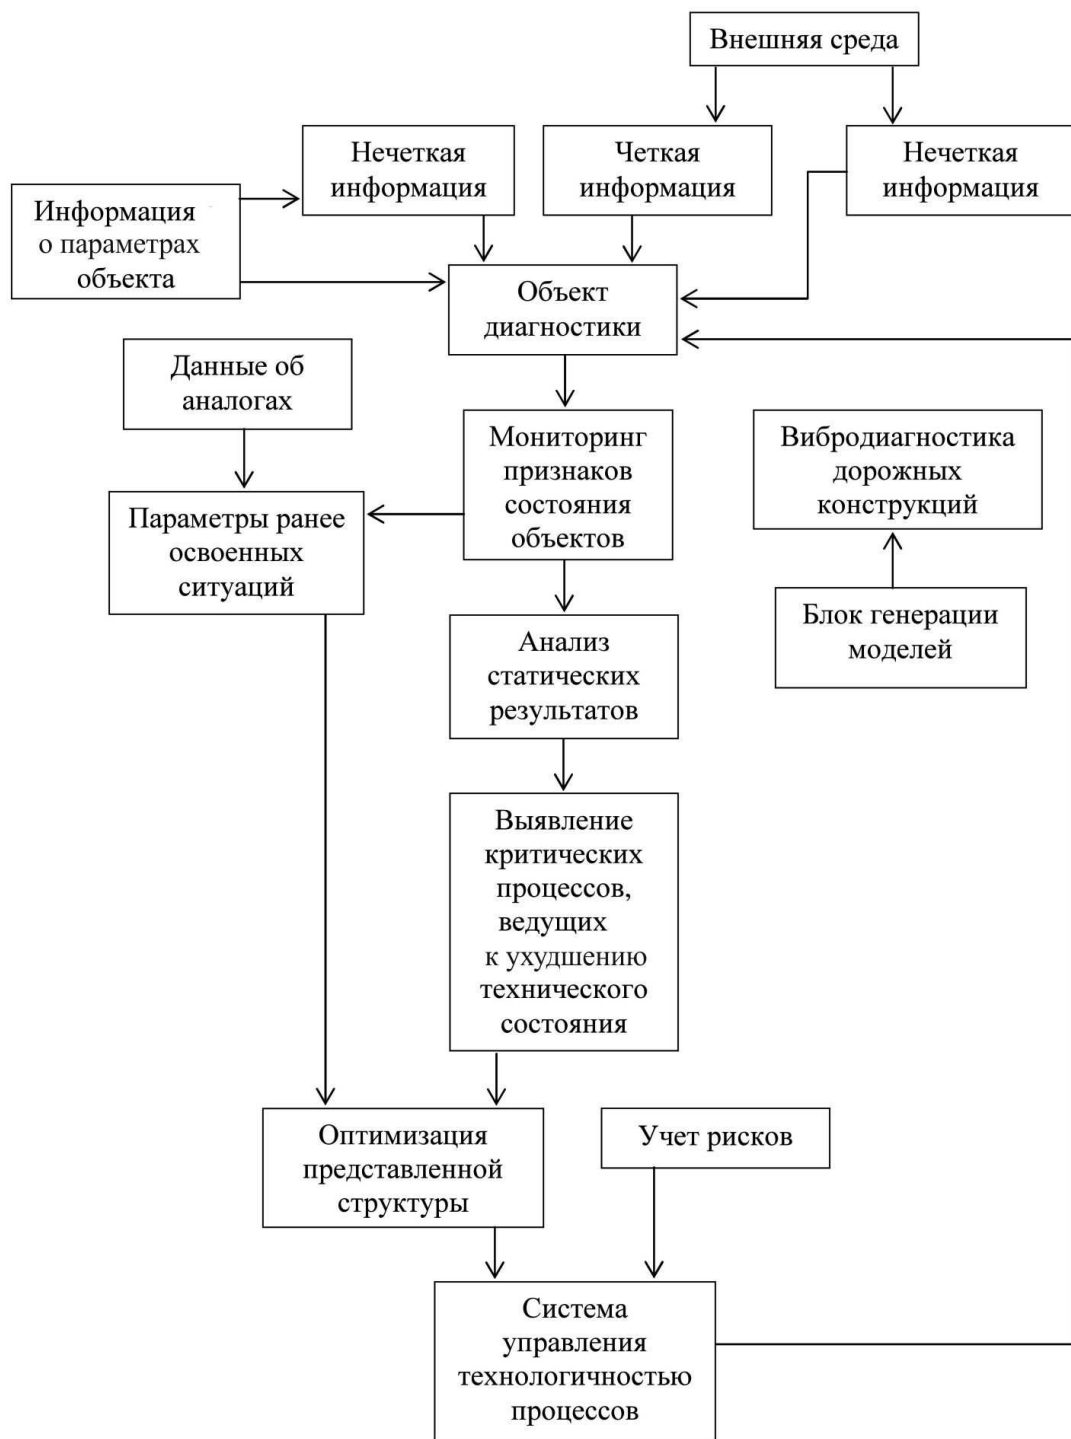 Внешняя среда
Нечеткая
информация
Четкая
информация
Нечеткая
информация
Информация
о параметрах
объекта
Объект
диагностики
Данные об
аналогах
Мониторинг
признаков
состояния
объектов
Вибродиагностика
дорожных
конструкций
Параметры ранее
освоенных
ситуаций
Блок генерации
моделей
Анализ
статических
результатов
Выявление
критических
процессов,
ведущих
к ухудшению
технического
состояния
Оптимизация
представленной
структуры
Учет рисков
Система
управления
технологичностью
процессов